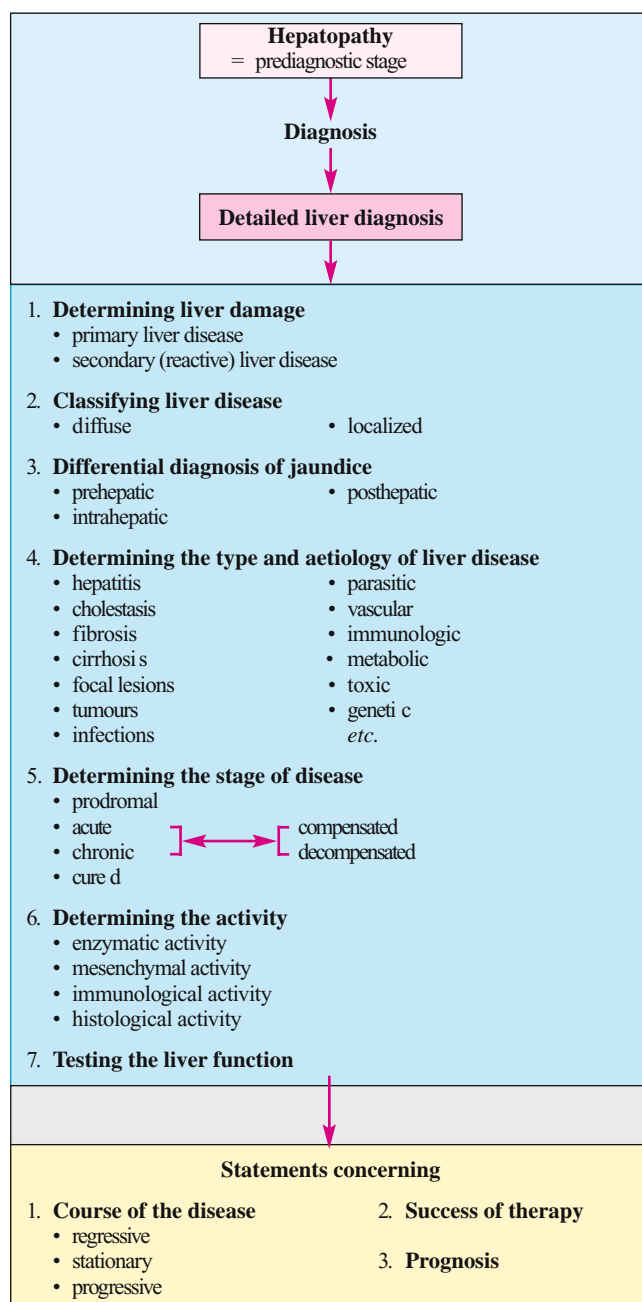 Hepatopathy
= prediagnostic stage
Diagnosis
Detailed liver diagnosis
1. Determining liver damage
• primary liver disease
• secondary (reactive) liver disease
2. Classifying liver disease
• diffuse • localized
3. Differential diagnosis of jaundice
• prehepatic • posthepatic
• intrahepatic
4. Determining the type and aetiology of liver disease
• hepatitis • parasitic
• cholestasis • vascular
• fibrosis • immunologic
• cirrhosi s • metabolic
• focal lesions • toxic
• tumours • geneti c
• infections etc.
5. Determining the stage of disease
• prodromal
• acute compensated
• chronic decompensated
• cure d
6. Determining the activity
• enzymatic activity
• mesenchymal activity
• immunological activity
• histological activity
7. Testing the liver function
Statements concerning
1. Course of the disease 2. Success of therapy
• regressive
• stationary 3. Prognosis
• progressive